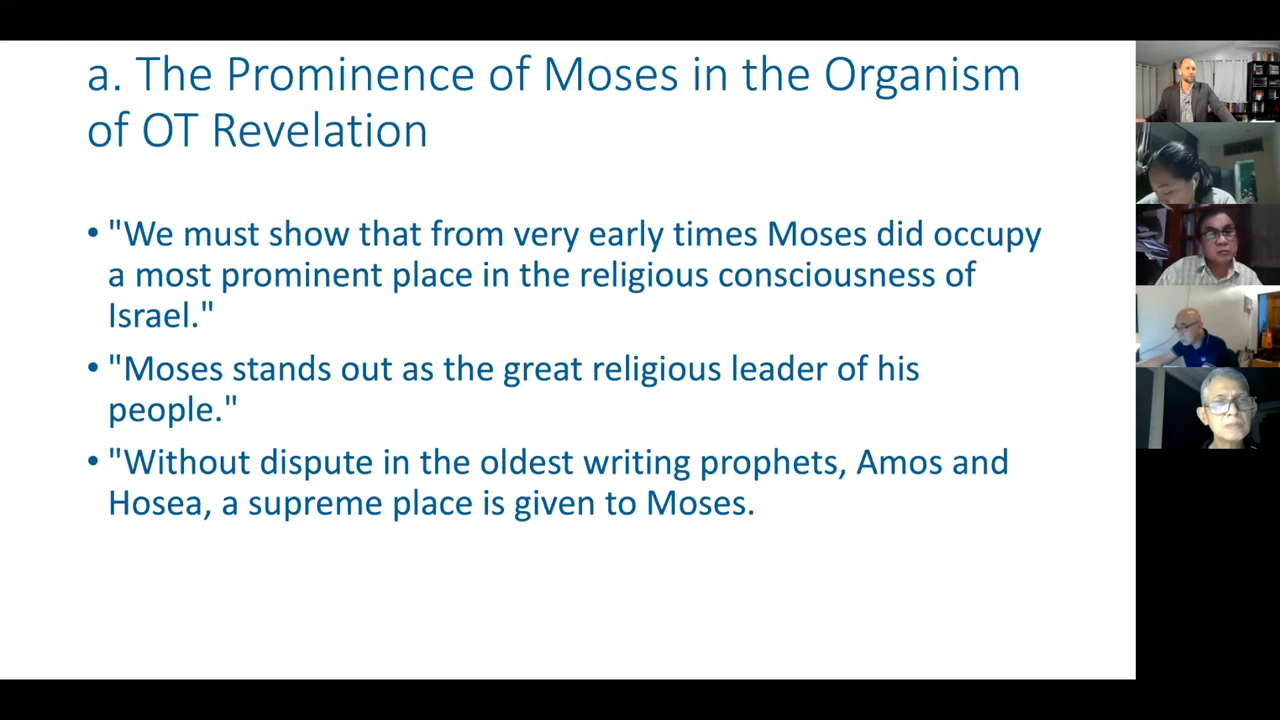 a. The Prominence of Moses in the Organism
of OT Revelation
• "We must show that from very early times Moses did occupy
a most prominent place in the religious consciousness of
Israel."
• "Moses stands out as the great religious leader of his
people."
• "Without dispute in the oldest writing prophets, Amos and
Hosea, a supreme place is given to Moses.